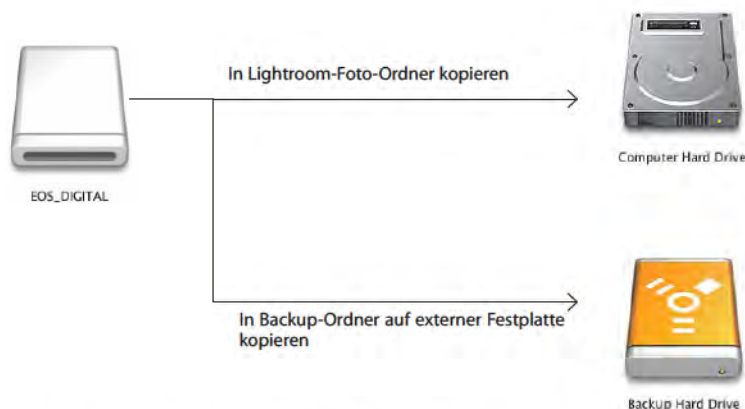 In Lightroom-Foto-Ordner kopieren
Computer Hard Drive
EOS_DIGITAL
In Backup-Ordner auf externer Festplatte
kopieren
Backup Hard Drive